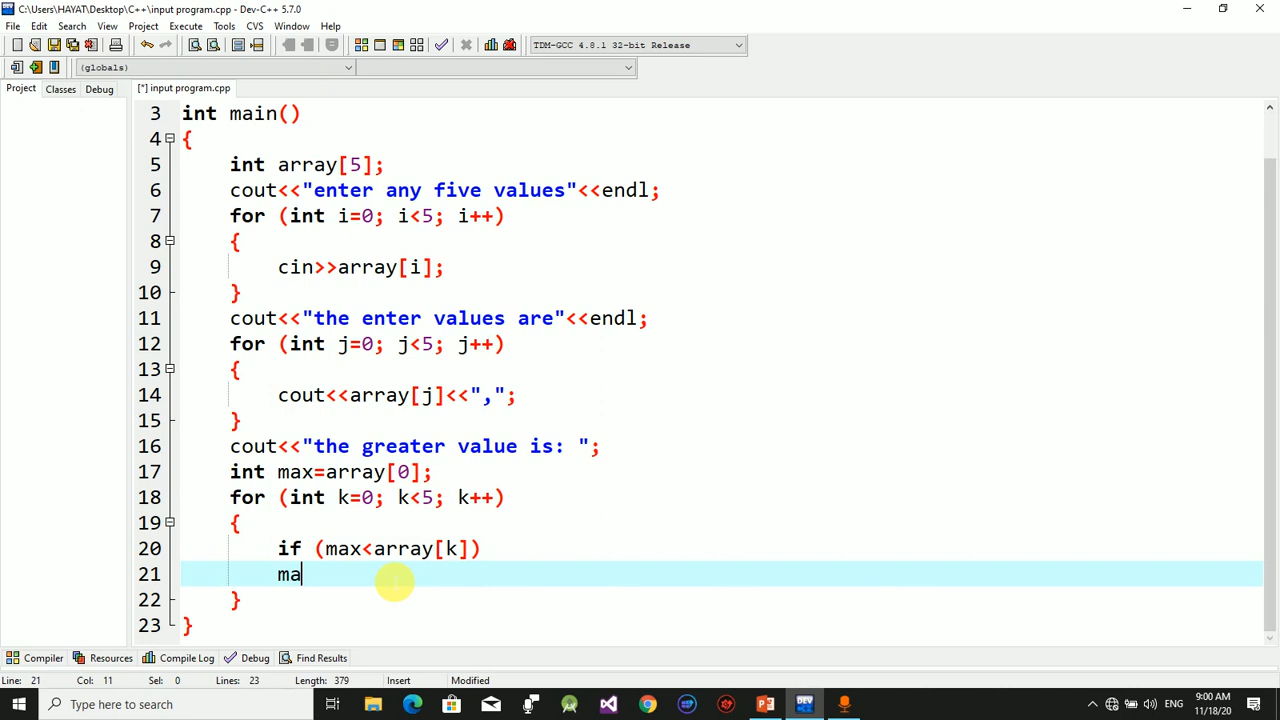 C:\Users\HAYAT\Desktop\C++\input program.cpp - Dev-C++ 5.7.0
File Edit Search View Project Execute Tools CVS Window Help
TDM-GCC 4.8.1 32-bit Release
(globals)
Project Classes Debug [*] input program.cpp
3 int main()
4 {
5 int array[5];
6 cout<<"enter any five values"<<endl;
7 for (int i=0; i<5; i++)
8 {
9 cin>>array[i];
10 }
11 cout<<"the enter values are"<<endl;
12 for (int j=0; j<5; j++)
13 {
14 cout<<array[j]<<",";
15 }
16 cout<<"the greater value is: ";
17 int max=array[0];
18 for (int k=0; k<5; k++)
19 {
20 if (max<array[k])
21 ma
22 }
23 }
Compiler Resources Compile Log Debug Find Results
Line: 21 Col: 11 Sel: 0 Lines: 23 Length: 379 Insert Modified
Type here to search
9:00 AM
11/18/20